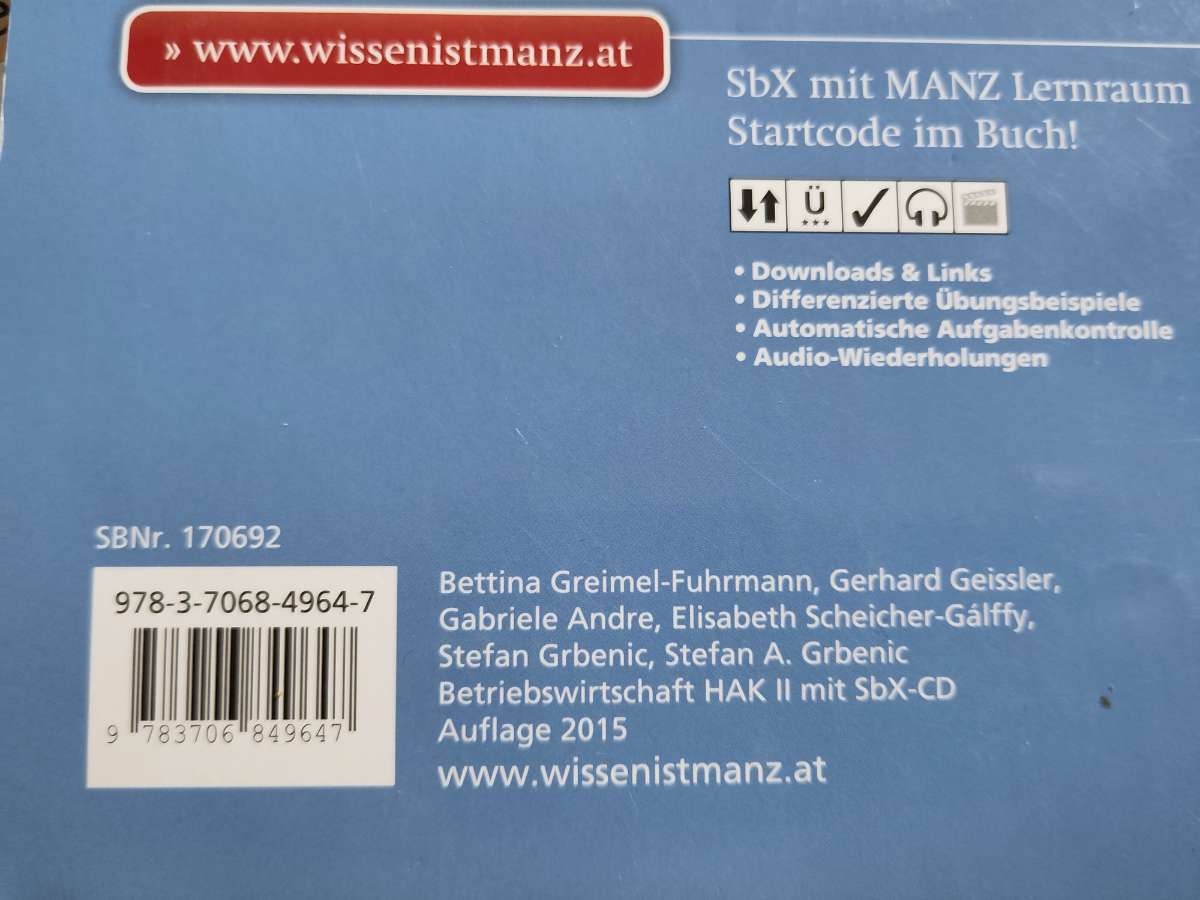 » www.wissenistmanz.at
SbX mit MANZ Lernraum
Startcode im Buch!
Ü
• Downloads & Links
• Differenzierte Übungsbeispiele
• Automatische Aufgabenkontrolle
• Audio-Wiederholungen
SBNr. 170692
978-3-7068-4964-7
9 783706 849647
Bettina Greimel-Fuhrmann, Gerhard Geissler,
Gabriele Andre, Elisabeth Scheicher-Gálffy,
Stefan Grbenic, Stefan A. Grbenic
Betriebswirtschaft HAK II mit SbX-CD
Auflage 2015
www.wissenistmanz.at